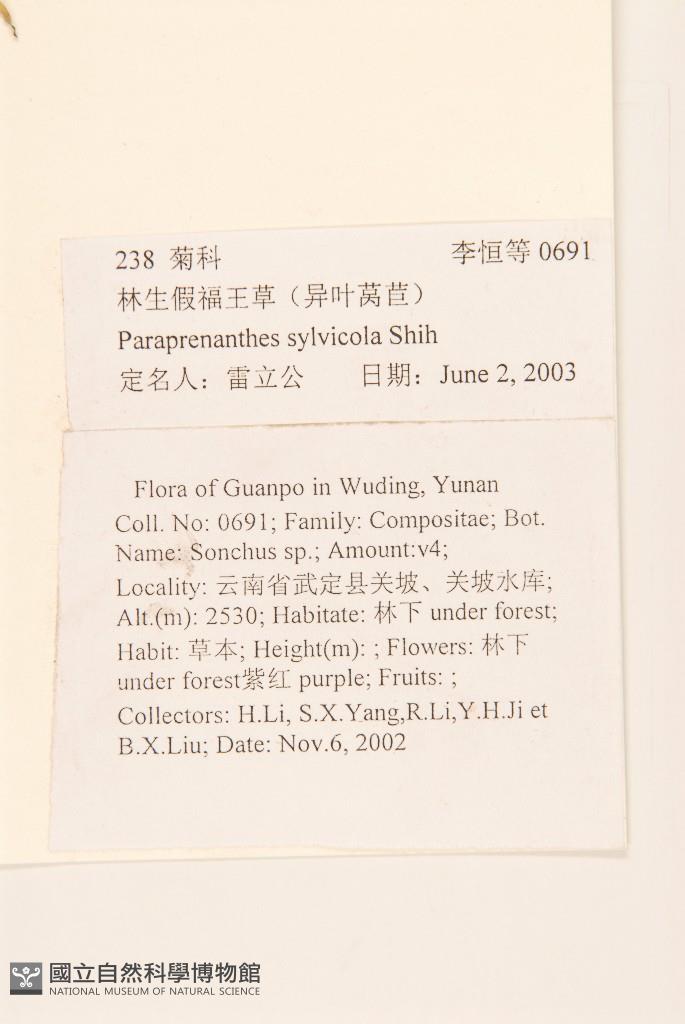 238 菊科 李恒等 0691
林生假福王草（异叶莴苣）
Paraprenanthes sylvicola Shih
定名人：雷立公 日期：June 2, 2003
Flora of Guanpo in Wuding, Yunan
Coll. No: 0691; Family: Compositae; Bot.
Name: Sonchus sp.; Amount:v4;
Locality: 云南省武定县关坡、关坡水库;
Alt.(m): 2530; Habitate: 林下 under forest;
Habit: 草本; Height(m): ; Flowers: 林下
under forest紫红 purple; Fruits: ;
Collectors: H.Li, S.X.Yang,R.Li,Y.H.Ji et
B.X.Liu; Date: Nov.6, 2002
國立自然科學博物館
NATIONAL MUSEUM OF NATURAL SCIENCE